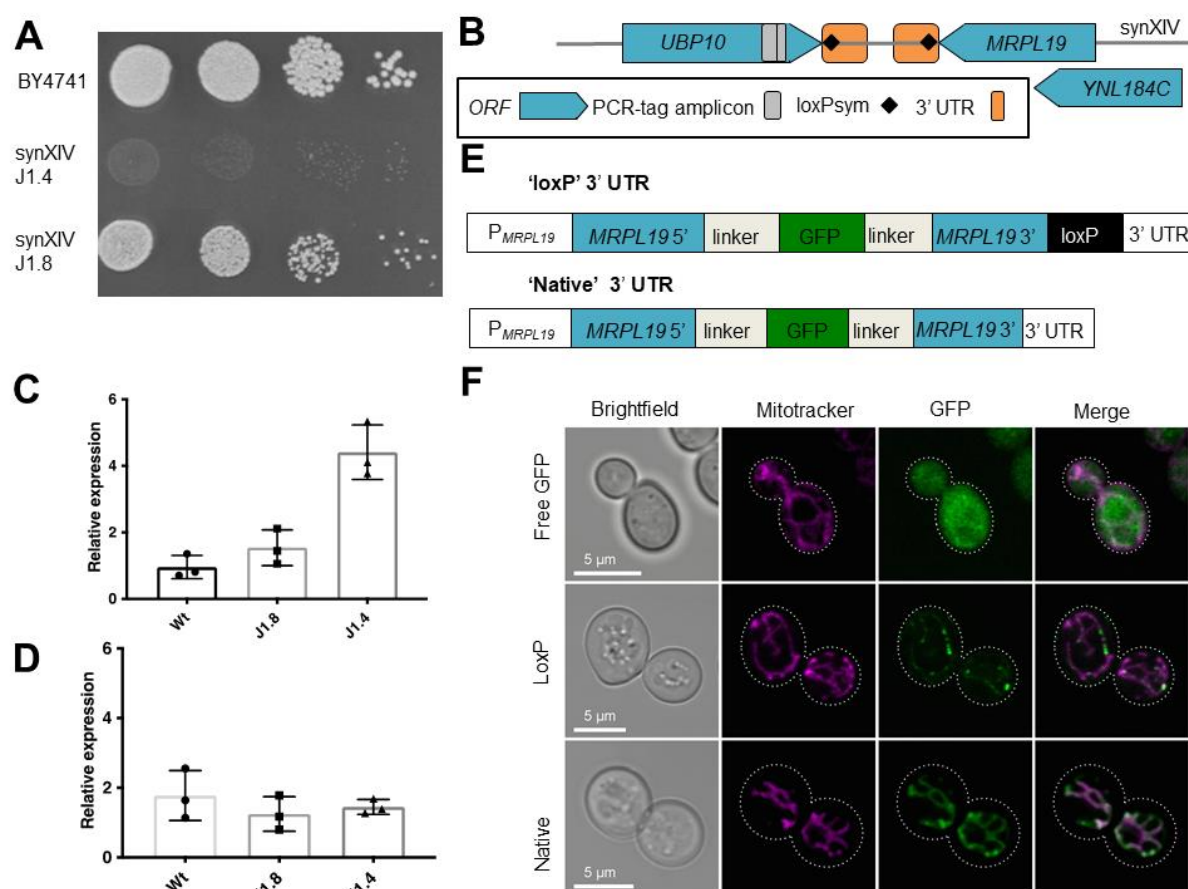 A
BY4741
synXIV
J1.4
synXIV
J1.8
B
UBP10
MRPL19
synXIV
YNL184C
ORF PCR-tag amplicon loxPsym 3' UTR
C
6
4
2
0
Relative expression
Wt
J1.8
J1.4
D
6
4
2
0
Relative expression
Wt
J1.8
J1.4
E
'loxP' 3' UTR
P_MRPL19 MRPL19 5' linker GFP linker MRPL19 3' loxP 3' UTR
'Native' 3' UTR
P_MRPL19 MRPL19 5' linker GFP linker MRPL19 3' 3' UTR
F
Brightfield Mitotracker GFP Merge
Free GFP
5 µm
LoxP
5 µm
Native
5 µm